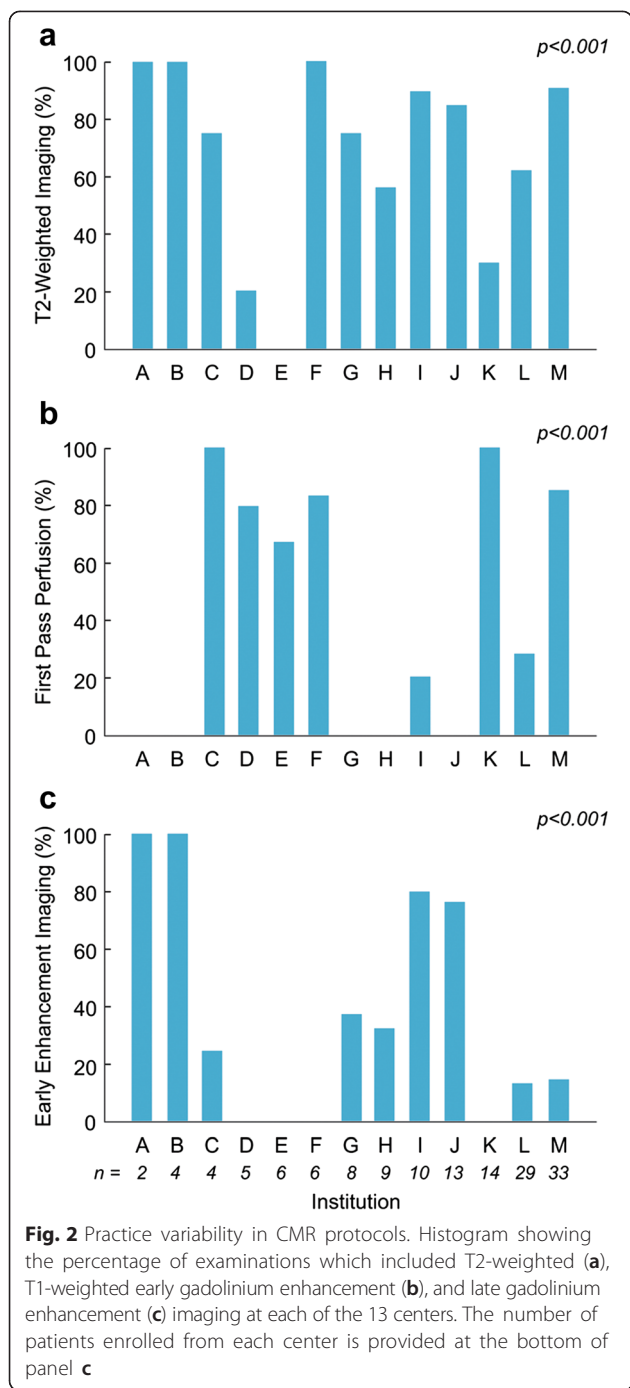 a
p<0.001
T2-Weighted Imaging (%)
100
80
60
40
20
0
A B C D E F G H I J K L M
b
p<0.001
First Pass Perfusion (%)
100
80
60
40
20
0
A B C D E F G H I J K L M
c
p<0.001
Early Enhancement Imaging (%)
100
80
60
40
20
0
A B C D E F G H I J K L M
n = 2 4 4 5 6 6 8 9 10 13 14 29 33
Institution
Fig. 2 Practice variability in CMR protocols. Histogram showing
the percentage of examinations which included T2-weighted (a),
T1-weighted early gadolinium enhancement (b), and late gadolinium
enhancement (c) imaging at each of the 13 centers. The number of
patients enrolled from each center is provided at the bottom of
panel c